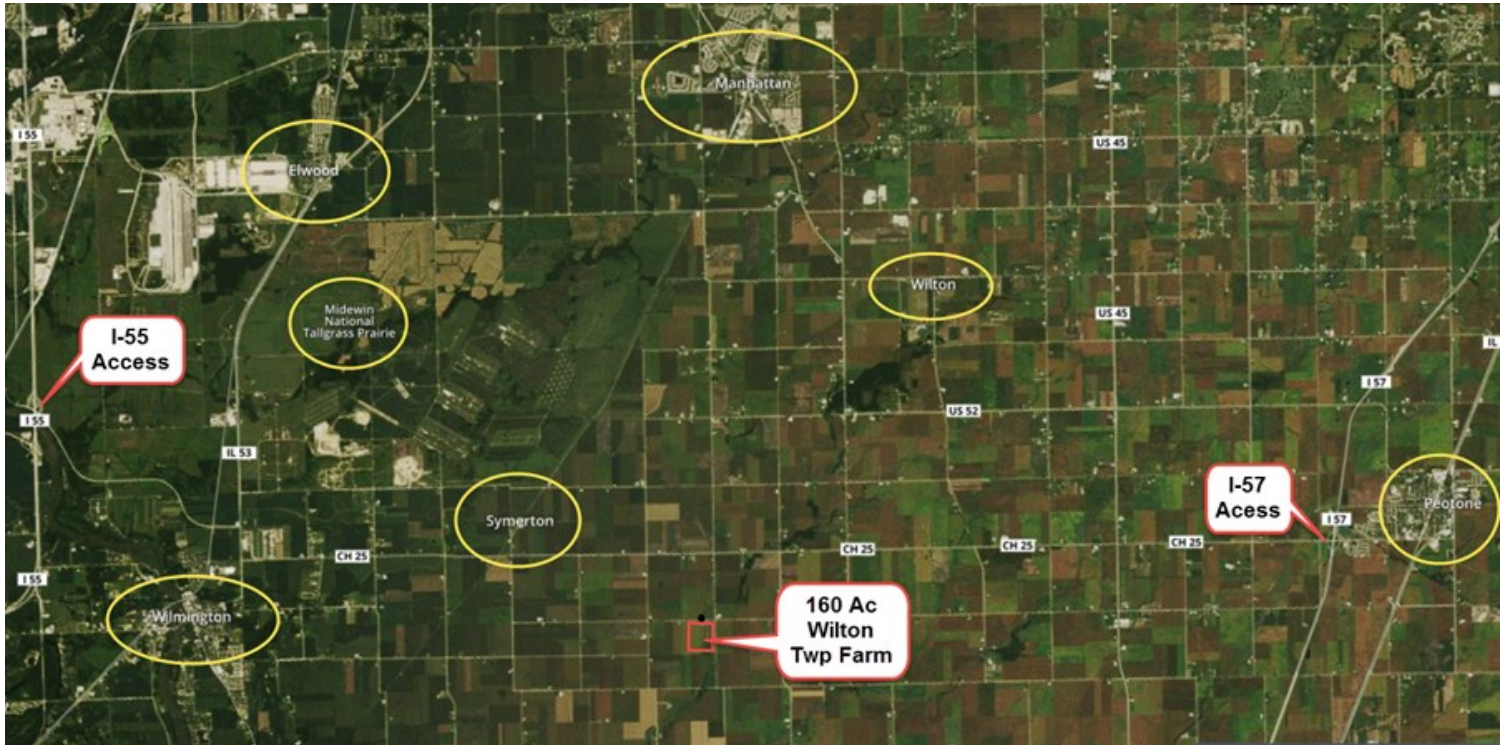 Manhattan
I 55
US 45
Elwood
Wilton
Midewin
National
Tallgrass Prairie
US 45
I-55
Access
IL
I 57
I 55
US 52
IL 53
I-57
Acess
Peotone
Symerton
I 57
CH 25
CH 25
CH 25
CH 25
I 55
160 Ac
Wilton
Twp Farm
Wilmington